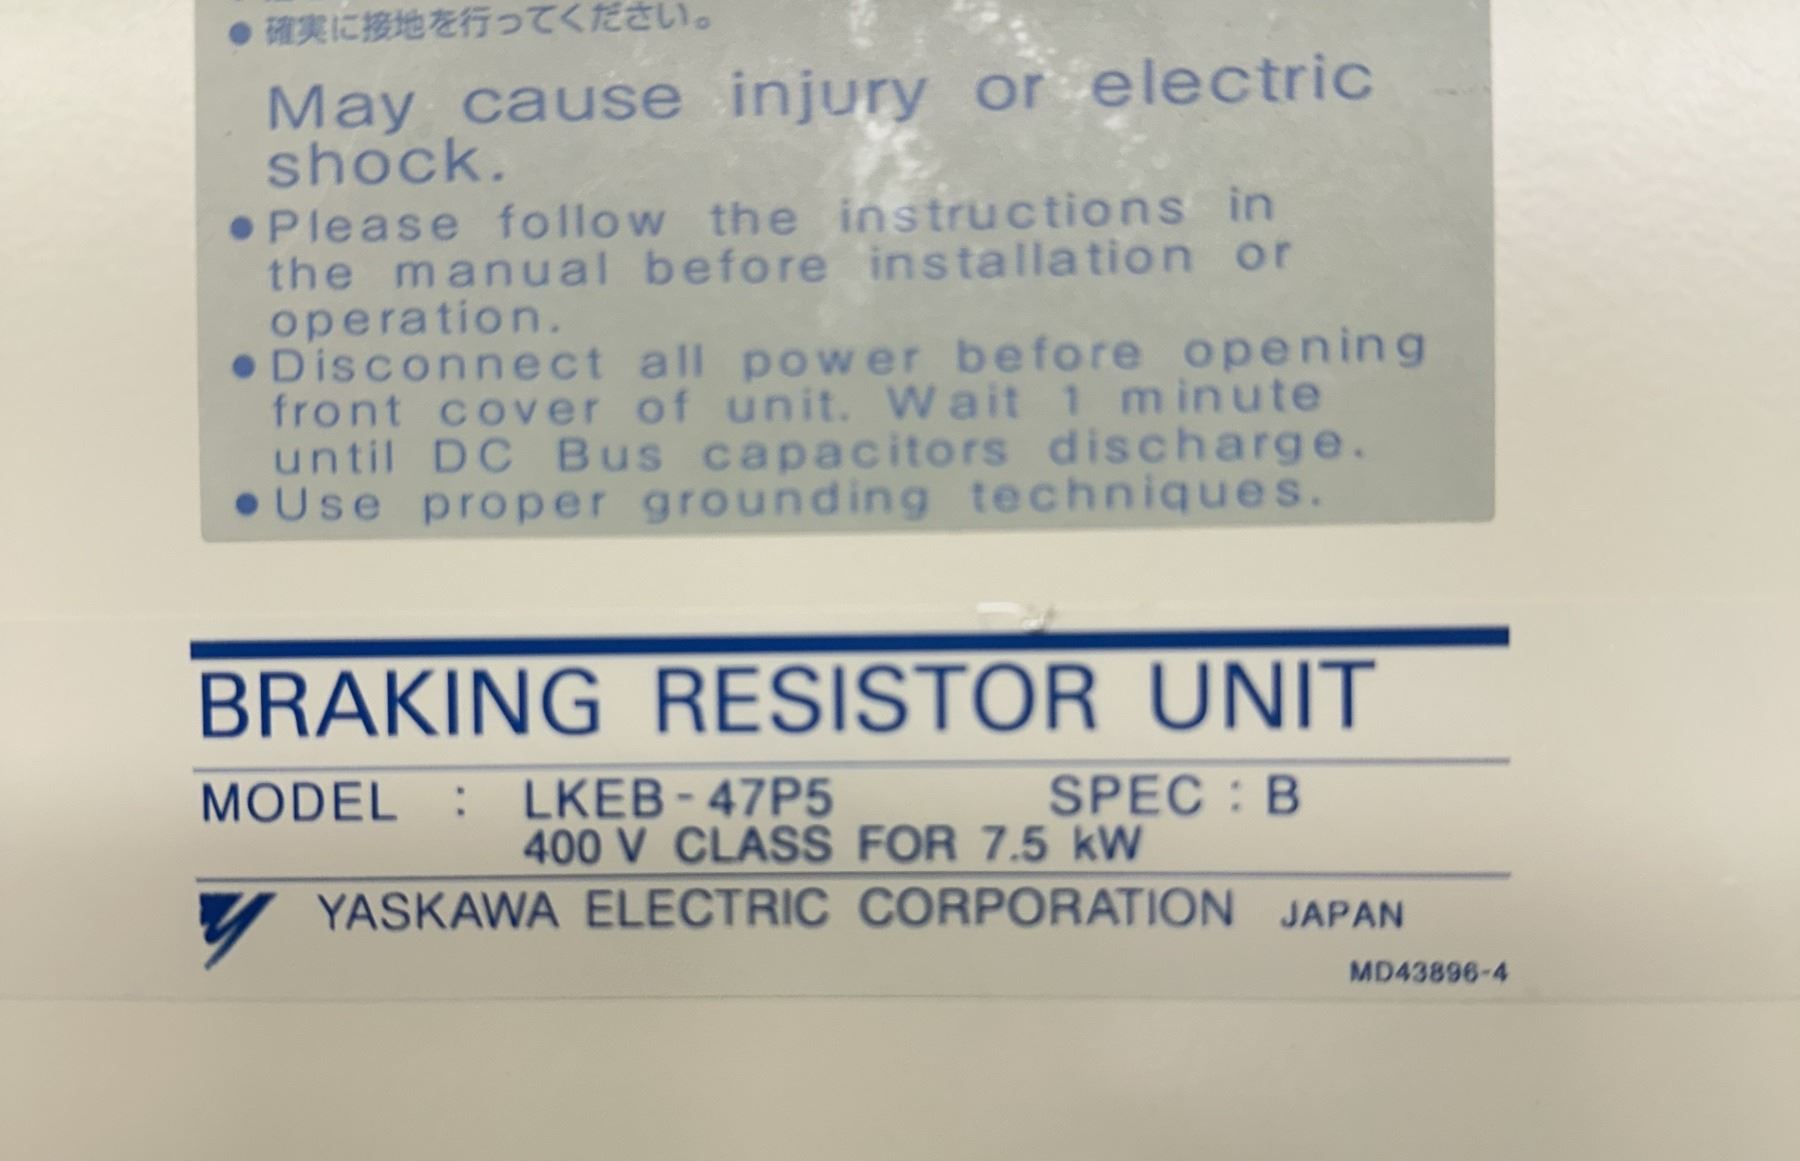 ● 確実に接地を行ってください。
May cause injury or electric
shock.
● Please follow the instructions in
the manual before installation or
operation.
● Disconnect all power before opening
front cover of unit. Wait 1 minute
until DC Bus capacitors discharge.
● Use proper grounding techniques.
BRAKING RESISTOR UNIT
MODEL : LKEB-47P5 SPEC : B
400 V CLASS FOR 7.5 kW
YASKAWA ELECTRIC CORPORATION JAPAN
MD43896-4